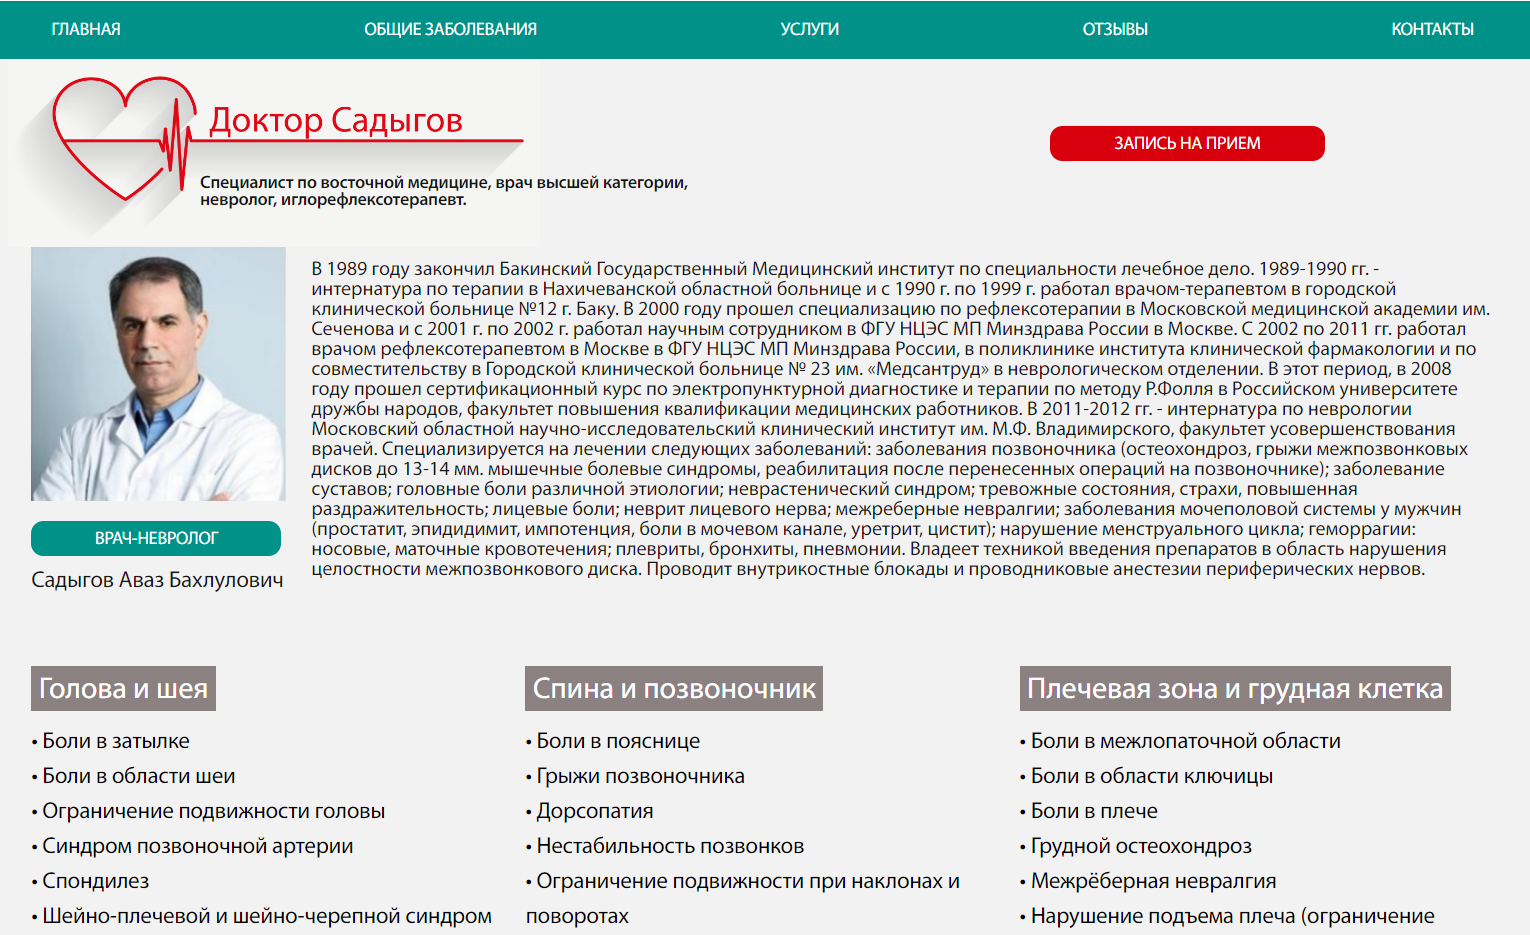 ГЛАВНАЯ
ОБЩИЕ ЗАБОЛЕВАНИЯ
УСЛУГИ
ОТЗЫВЫ
КОНТАКТЫ
Доктор Садыгов
Специалист по восточной медицине, врач высшей категории,
невролог, иглорефлексотерапевт.
ЗАПИСЬ НА ПРИЕМ
В 1989 году закончил Бакинский Государственный Медицинский институт по специальности лечебное дело. 1989-1990 гг. -
интернатура по терапии в Нахичеванской областной больнице и с 1990 г. по 1999 г. работал врачом-терапевтом в городской
клинической больнице №12 г. Баку. В 2000 году прошел специализацию по рефлексотерапии в Московской медицинской академии им.
Сеченова и с 2001 г. по 2002 г. работал научным сотрудником в ФГУ НЦЭС МП Минздрава России в Москве. С 2002 по 2011 гг. работал
врачом рефлексотерапевтом в Москве в ФГУ НЦЭС МП Минздрава России, в поликлинике института клинической фармакологии и по
совместительству в Городской клинической больнице № 23 им. «Медсантруд» в неврологическом отделении. В этот период, в 2008
году прошел сертификационный курс по электропунктурной диагностике и терапии по методу Р.Фолля в Российском университете
дружбы народов, факультет повышения квалификации медицинских работников. В 2011-2012 гг. - интернатура по неврологии
Московский областной научно-исследовательский клинический институт им. М.Ф. Владимирского, факультет усовершенствования
врачей. Специализируется на лечении следующих заболеваний: заболевания позвоночника (остеохондроз, грыжи межпозвонковых
дисков до 13-14 мм. мышечные болевые синдромы, реабилитация после перенесенных операций на позвоночнике); заболевание
суставов; головные боли различной этиологии; неврастенический синдром; тревожные состояния, страхи, повышенная
раздражительность; лицевые боли; неврит лицевого нерва; межреберные невралгии; заболевания мочеполовой системы у мужчин
(простатит, эпидидимит, импотенция, боли в мочевом канале, уретрит, цистит); нарушение менструального цикла; геморрагии:
носовые, маточные кровотечения; плевриты, бронхиты, пневмонии. Владеет техникой введения препаратов в область нарушения
целостности межпозвонкового диска. Проводит внутрикостные блокады и проводниковые анестезии периферических нервов.
ВРАЧ-НЕВРОЛОГ
Садыгов Аваз Бахлулович
Голова и шея
• Боли в затылке
• Боли в области шеи
• Ограничение подвижности головы
• Синдром позвоночной артерии
• Спондилез
• Шейно-плечевой и шейно-черепной синдром
Спина и позвоночник
• Боли в пояснице
• Грыжи позвоночника
• Дорсопатия
• Нестабильность позвонков
• Ограничение подвижности при наклонах и
поворотах
Плечевая зона и грудная клетка
• Боли в межлопаточной области
• Боли в области ключицы
• Боли в плече
• Грудной остеохондроз
• Межрёберная невралгия
• Нарушение подъема плеча (ограничение